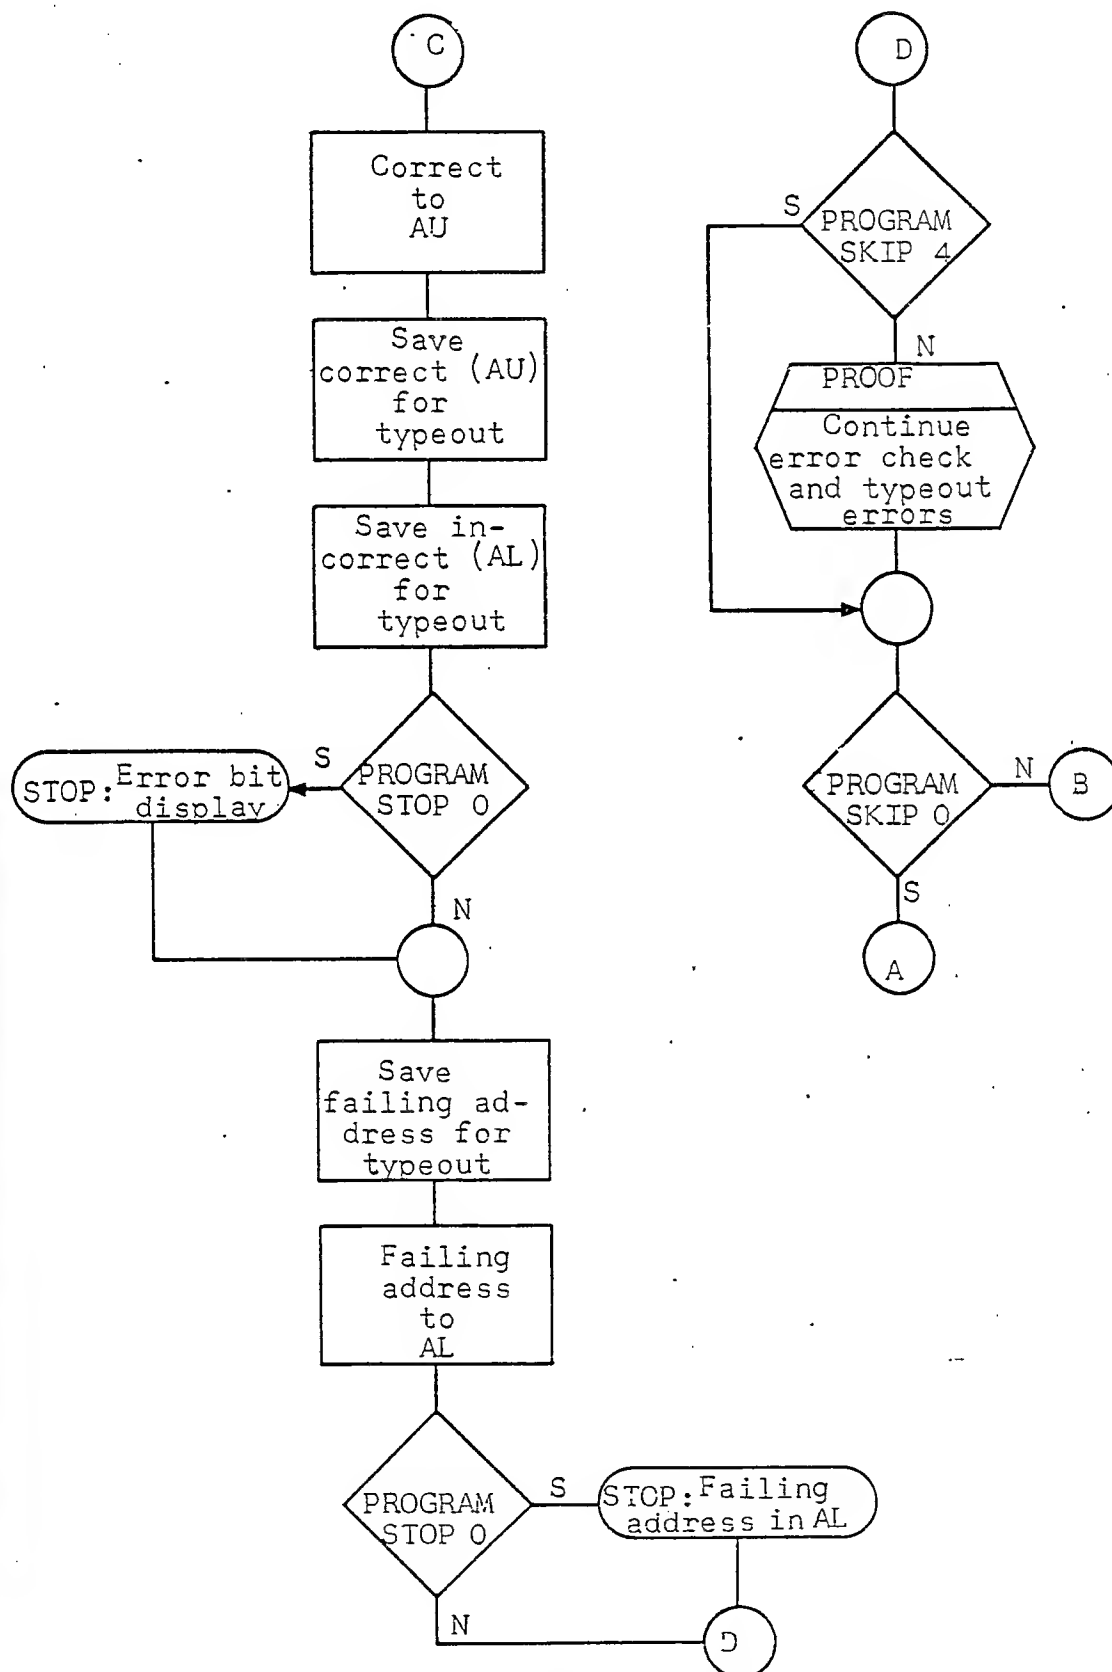 C
Correct
to
AU
Save
correct (AU)
for
typeout
Save in-
correct (AL)
for
typeout
PROGRAM
STOP 0
S
N
STOP: Error bit
display
Save
failing ad-
dress for
typeout
Failing
address
to
AL
PROGRAM
STOP 0
S
N
STOP: Failing
address in AL
D
PROGRAM
SKIP 4
S
N
PROOF
Continue
error check
and typeout
errors
PROGRAM
SKIP 0
N
B
S
A